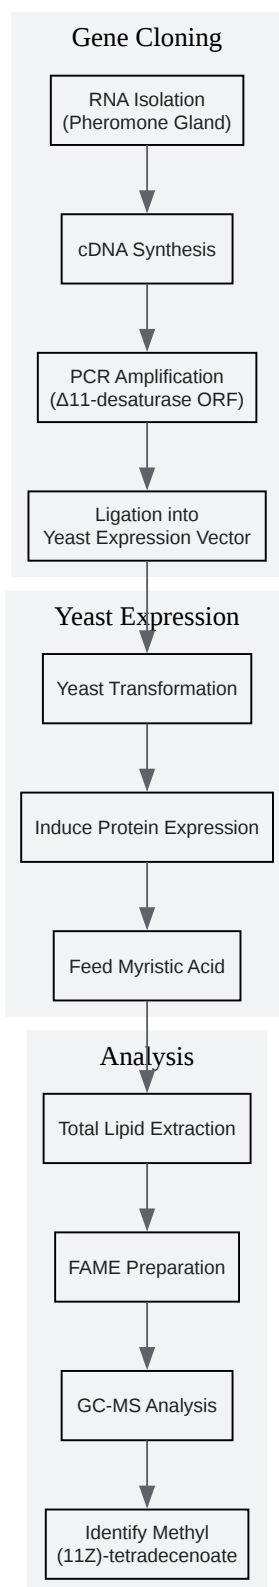 Gene Cloning
RNA Isolation
(Pheromone Gland)
cDNA Synthesis
PCR Amplification
(Δ11-desaturase ORF)
Ligation into
Yeast Expression Vector
Yeast Expression
Yeast Transformation
Induce Protein Expression
Feed Myristic Acid
Analysis
Total Lipid Extraction
FAME Preparation
GC-MS Analysis
Identify Methyl
(11Z)-tetradecenoate